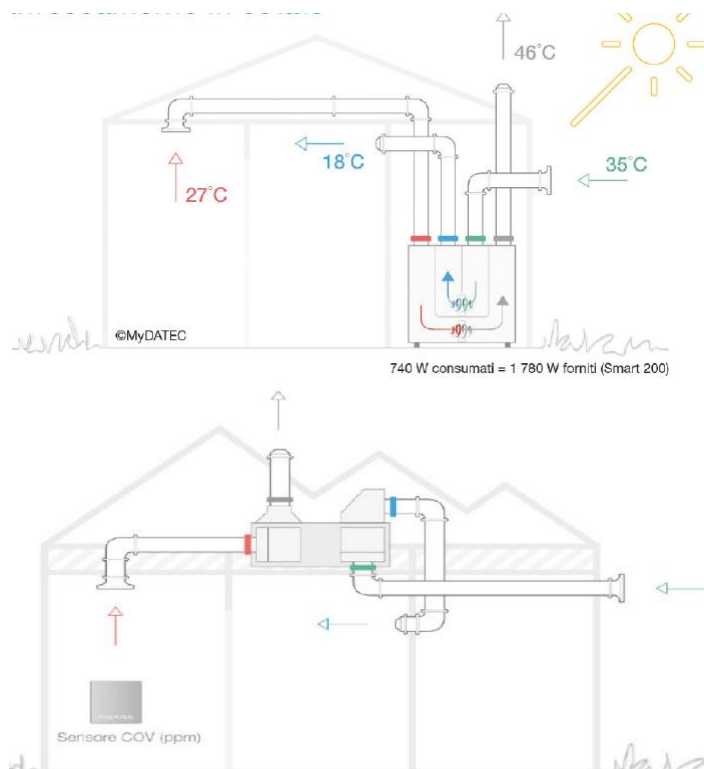 46°C
18°C
35°C
27°C
©MyDATEC
740 W consumati = 1 780 W forniti (Smart 200)
Sensore COV (ppm)